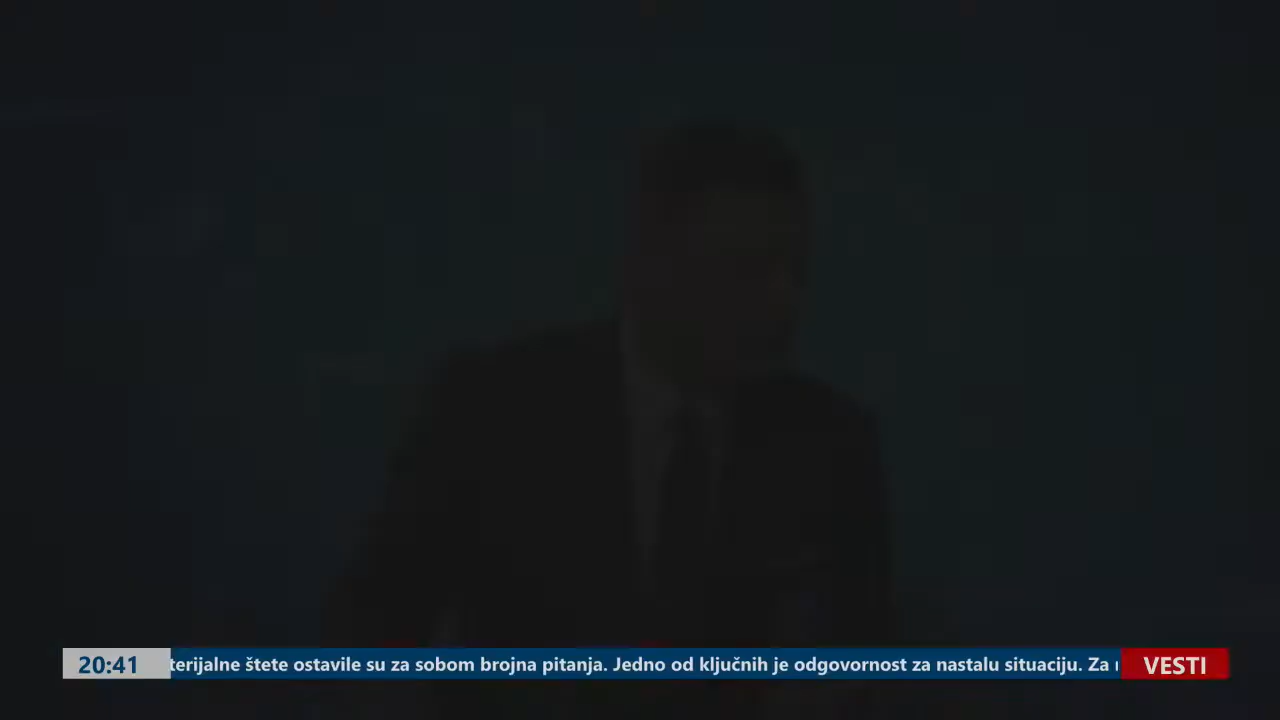 20:41 terijalne štete ostavile su za sobom brojna pitanja. Jedno od ključnih je odgovornost za nastalu situaciju. Za VESTI